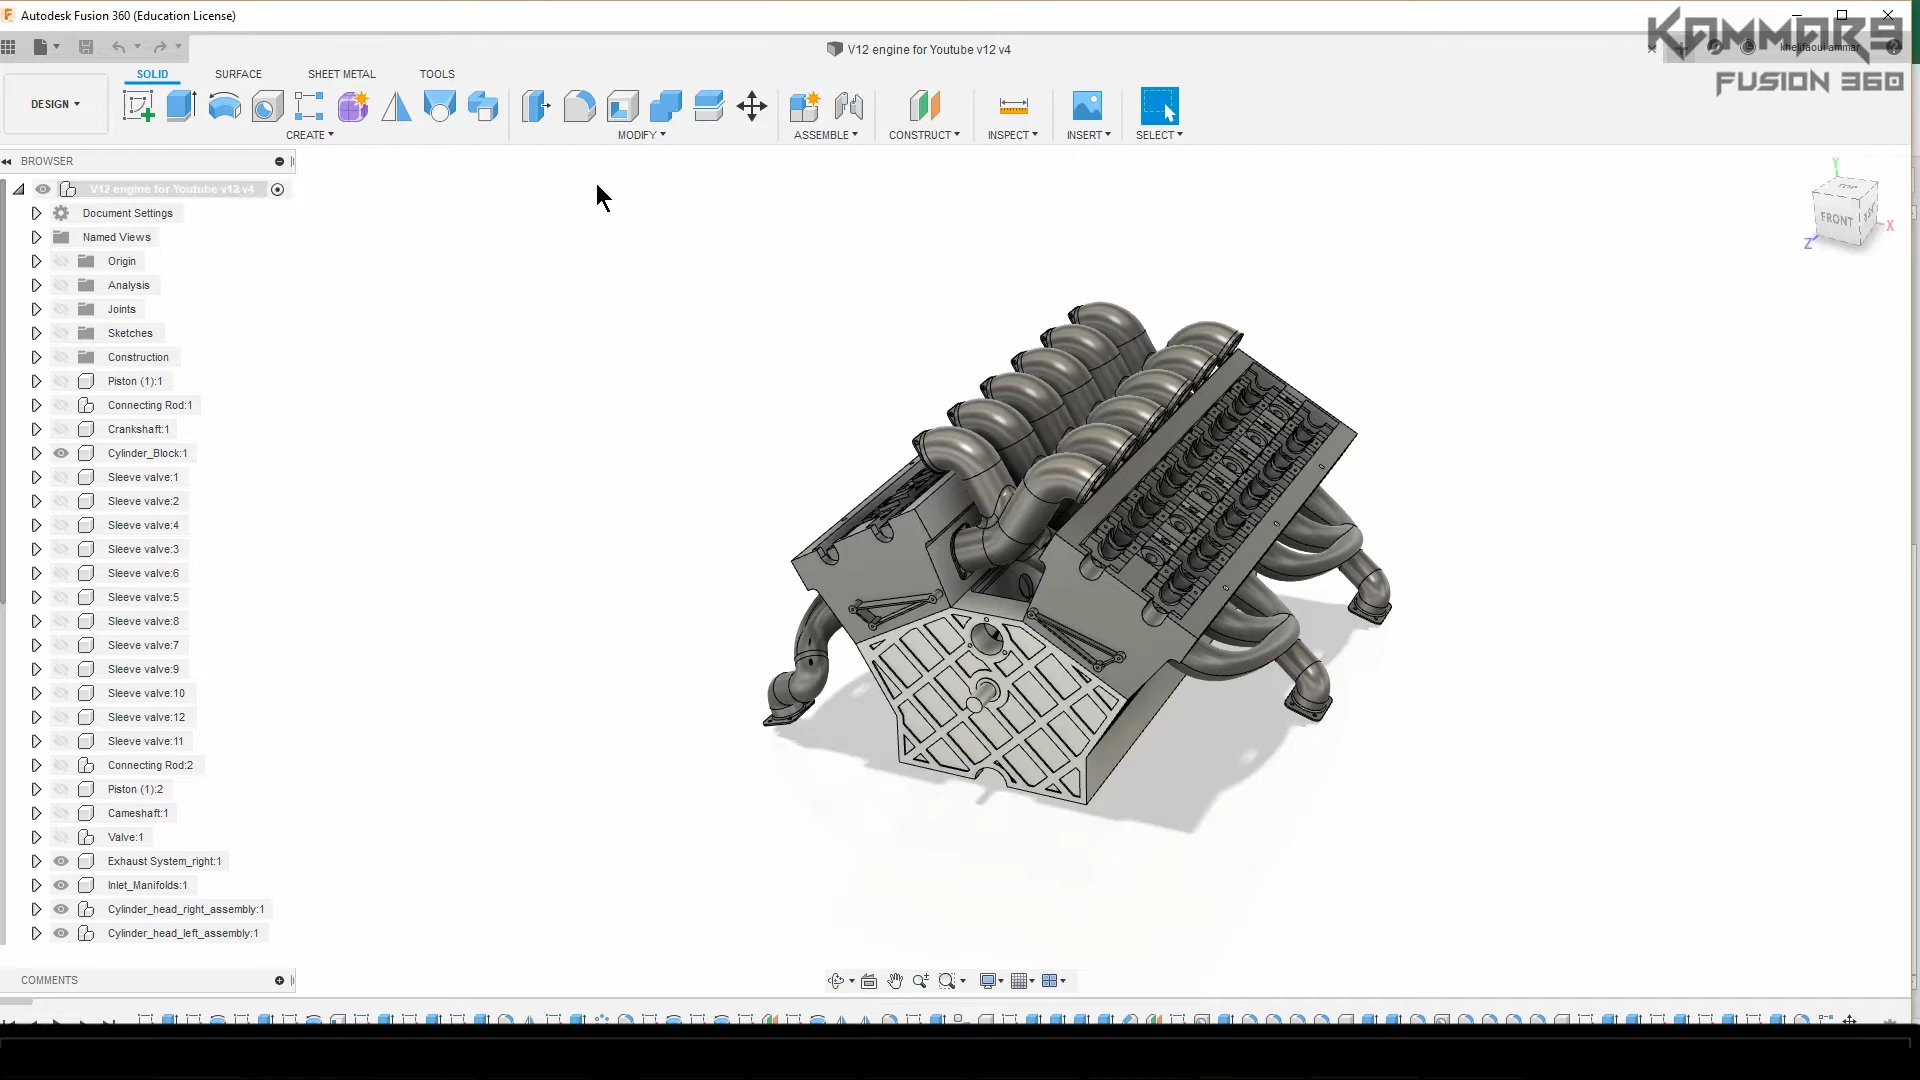 Autodesk Fusion 360 (Education License)
KAMMARS
FUSION 360
V12 engine for Youtube v12 v4
khelifaoui ammar
SOLID SURFACE SHEET METAL TOOLS
DESIGN
CREATE MODIFY ASSEMBLE CONSTRUCT INSPECT INSERT SELECT
BROWSER
V12 engine for Youtube v12 v4
Document Settings
Named Views
Origin
Analysis
Joints
Sketches
Construction
Piston (1):1
Connecting Rod:1
Crankshaft:1
Cylinder_Block:1
Sleeve valve:1
Sleeve valve:2
Sleeve valve:4
Sleeve valve:3
Sleeve valve:6
Sleeve valve:5
Sleeve valve:8
Sleeve valve:7
Sleeve valve:9
Sleeve valve:10
Sleeve valve:12
Sleeve valve:11
Connecting Rod:2
Piston (1):2
Cameshaft:1
Valve:1
Exhaust System_right:1
Inlet_Manifolds:1
Cylinder_head_right_assembly:1
Cylinder_head_left_assembly:1
COMMENTS
Y
TOP
FRONT
X
Z